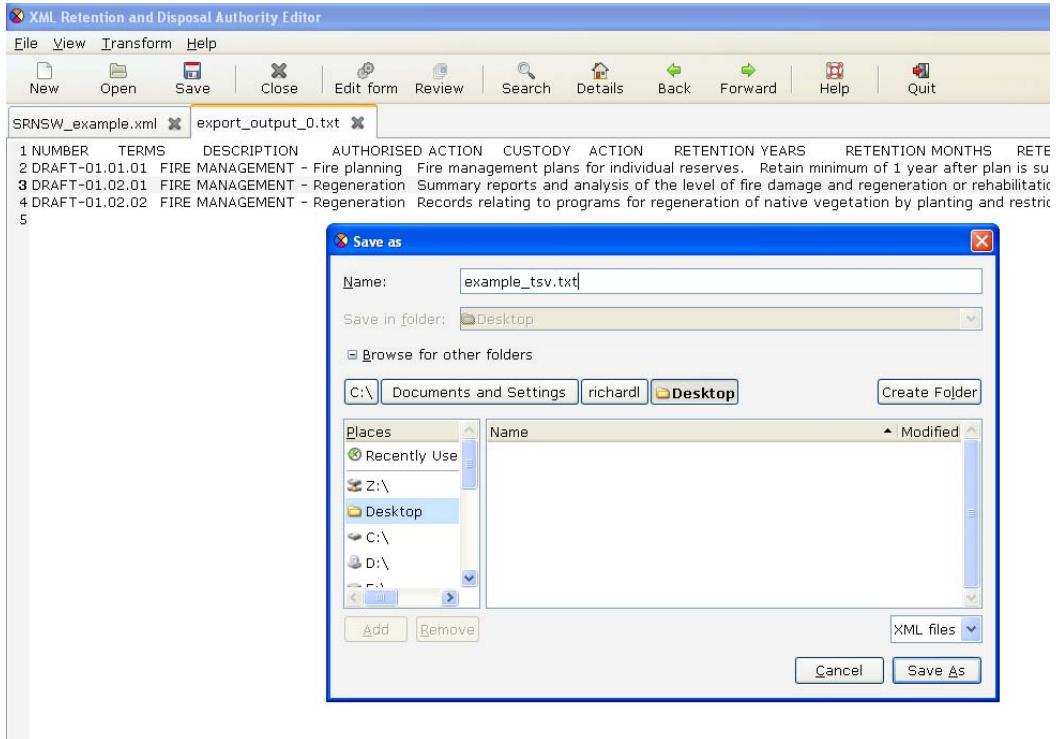 XML Retention and Disposal Authority Editor
File View Transform Help
New Open Save Close Edit form Review Search Details Back Forward Help Quit
SRNSW_example.xml export_output_0.txt
1 NUMBER TERMS DESCRIPTION AUTHORISED ACTION CUSTODY ACTION RETENTION YEARS RETENTION MONTHS RETE
2 DRAFT-01.01.01 FIRE MANAGEMENT - Fire planning Fire management plans for individual reserves. Retain minimum of 1 year after plan is su
3 DRAFT-01.02.01 FIRE MANAGEMENT - Regeneration Summary reports and analysis of the level of fire damage and regeneration or rehabilitatio
4 DRAFT-01.02.02 FIRE MANAGEMENT - Regeneration Records relating to programs for regeneration of native vegetation by planting and restric
5
Save as
Name: example_tsv.txt
Save in folder: Desktop
Browse for other folders
C:\ Documents and Settings richardl Desktop Create Folder
Places Name Modified
Recently Use
Z:\
Desktop
C:\
D:\
Add Remove XML files
Cancel Save As